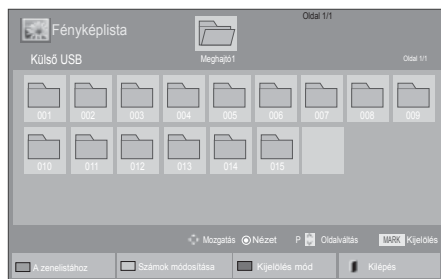 Oldal 1/1
Fényképlista
Külső USB
Meghajtó1
Oldal 1/1
001 002 003 004 005 006 007 008 009
010 011 012 013 014 015
Mozgatás Nézet P Oldalváltás MARK Kijelölés
A zenelistához Számok módosítása Kijelölés mód Kilépés